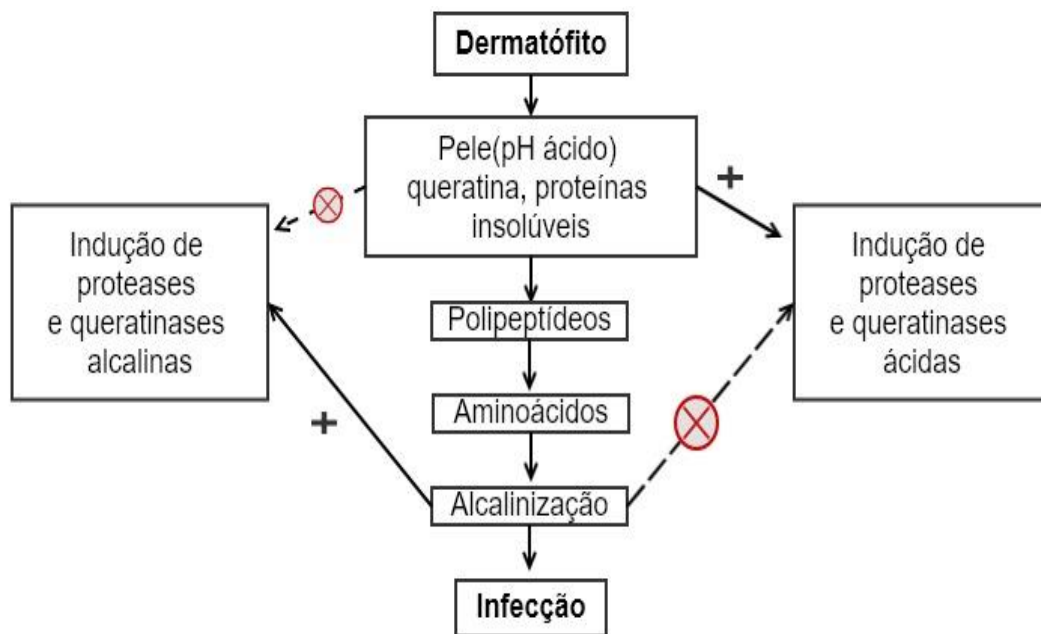 Dermatófito
Pele(pH ácido)
queratina, proteínas
insolúveis
+
Indução de
proteases
e queratinases
alcalinas
Indução de
proteases
e queratinases
ácidas
Polipeptídeos
Aminoácidos
+
Alcalinização
Infecção